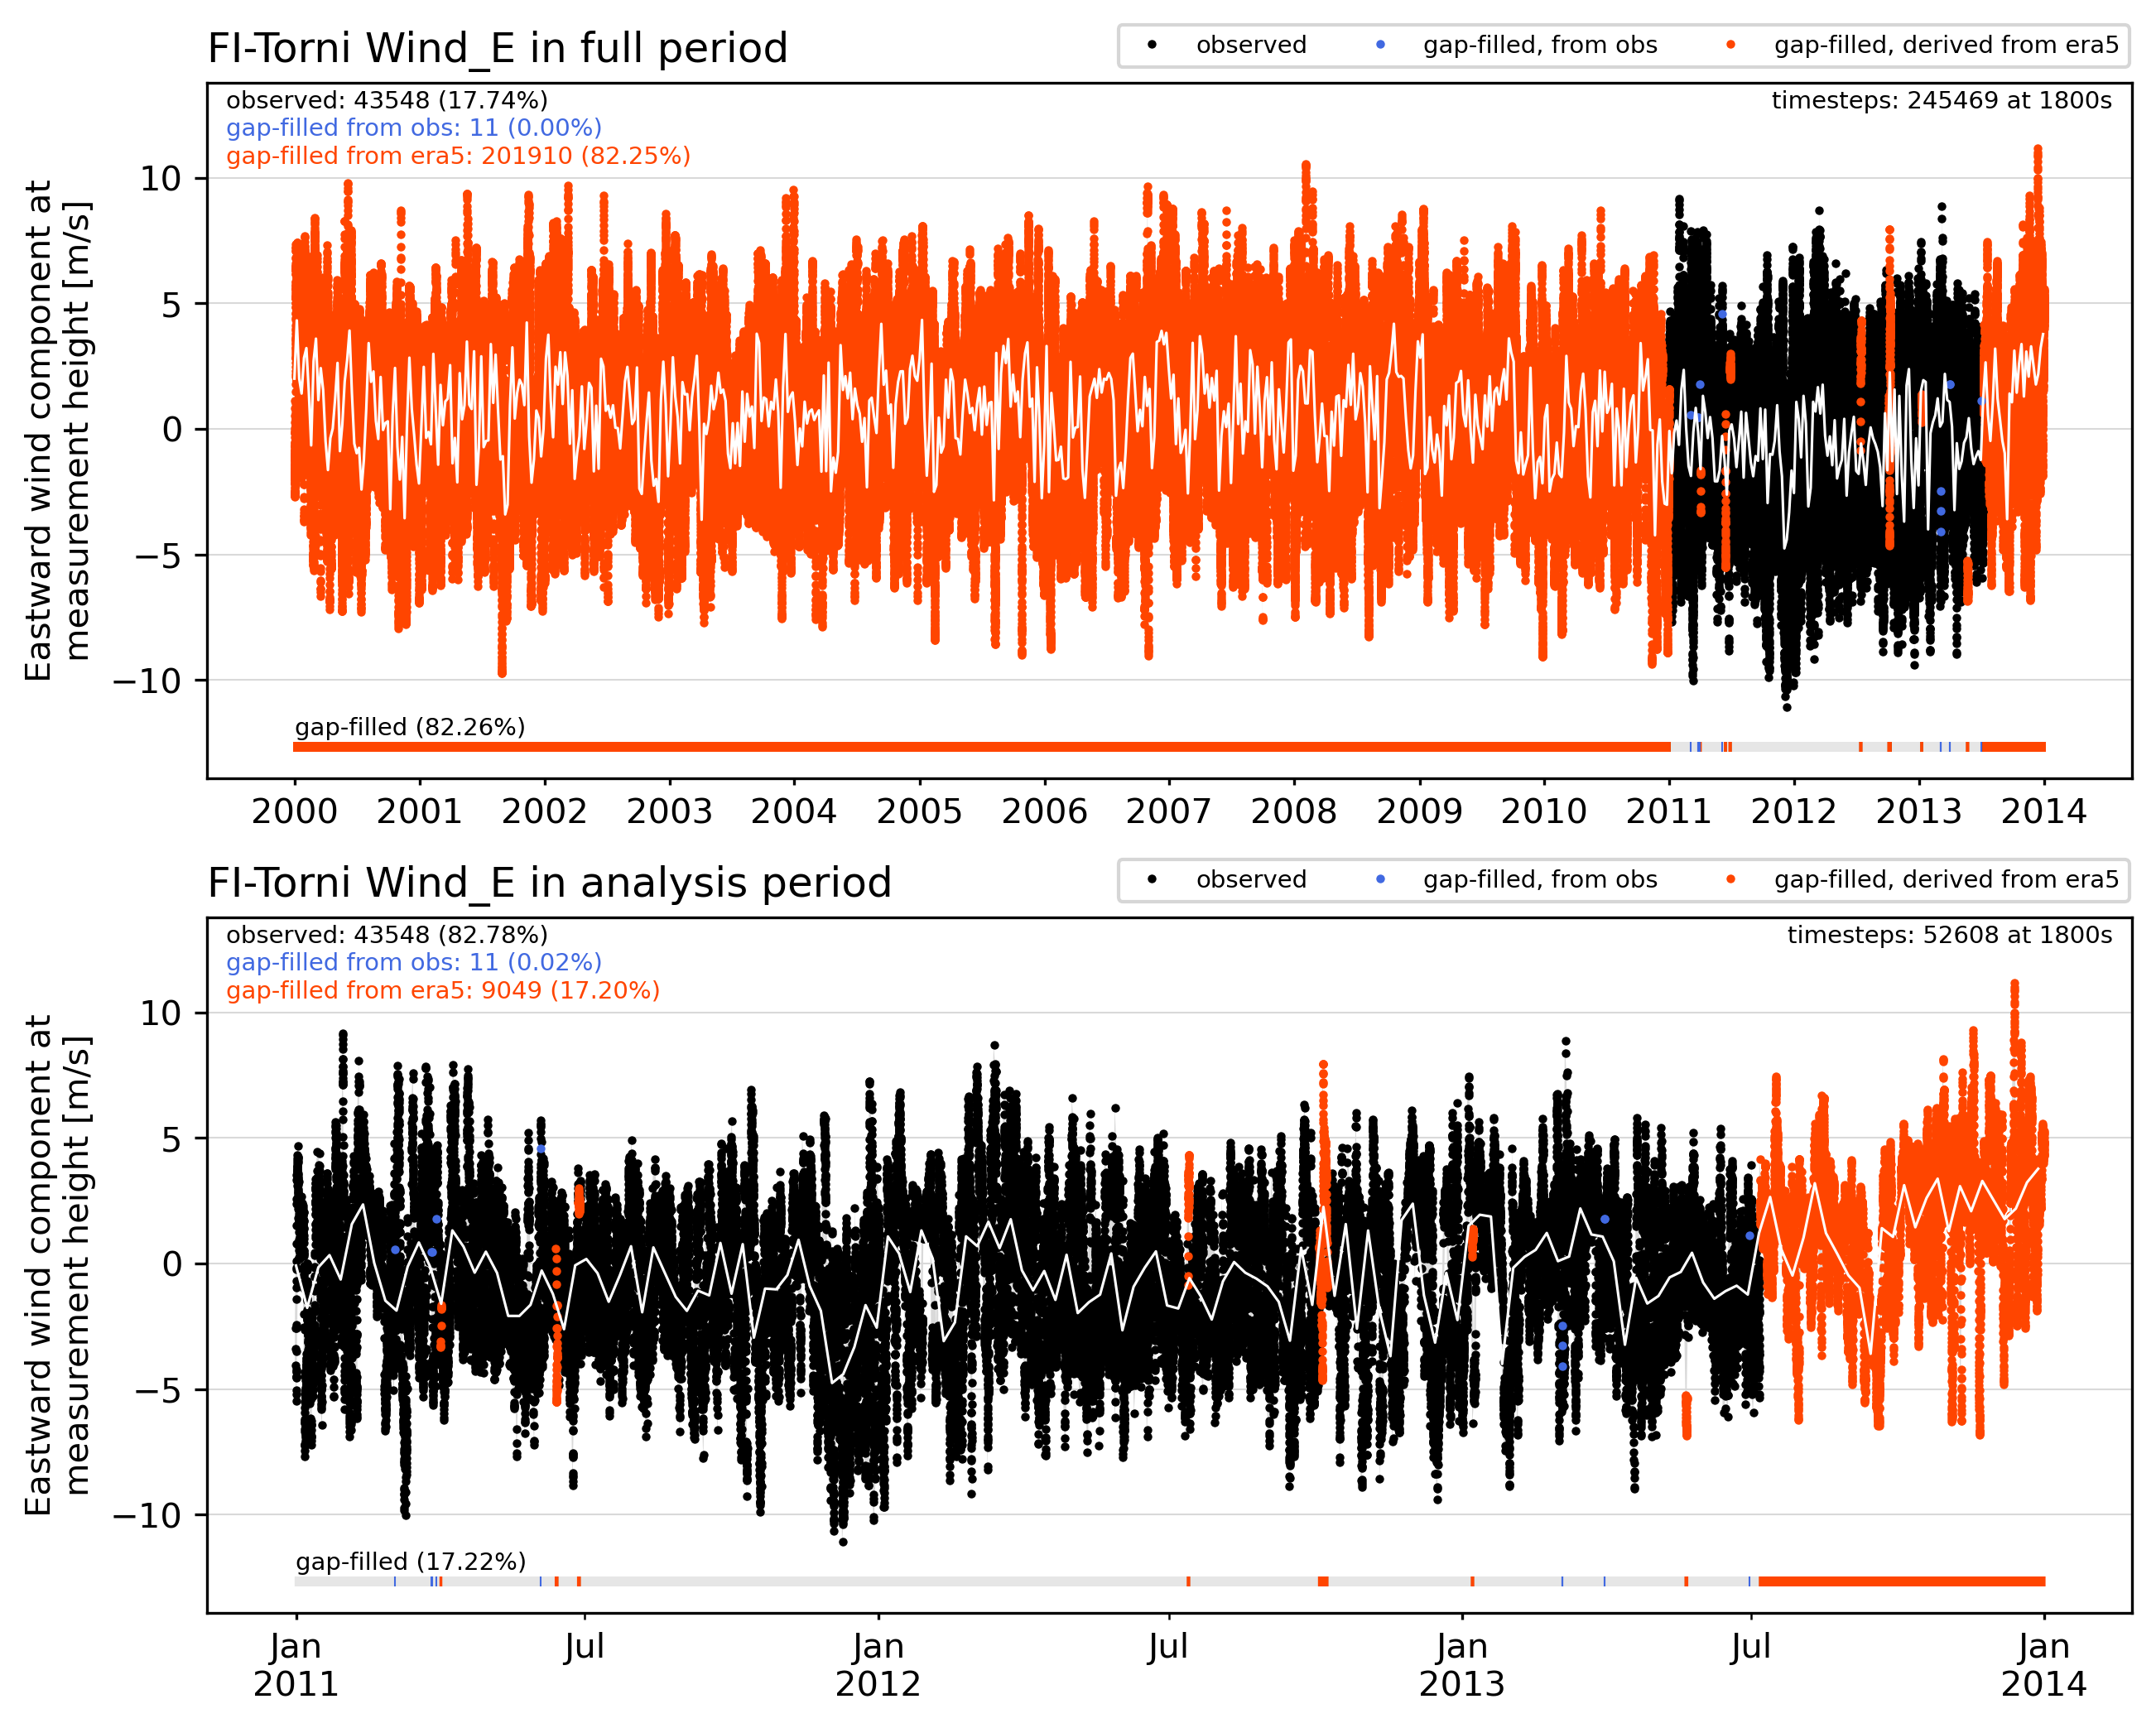 FI-Torni Wind_E in full period
observed
gap-filled, from obs
gap-filled, derived from era5
observed: 43548 (17.74%)
gap-filled from obs: 11 (0.00%)
gap-filled from era5: 201910 (82.25%)
timesteps: 245469 at 1800s
Eastward wind component at
measurement height [m/s]
10
5
0
−5
−10
gap-filled (82.26%)
2000 2001 2002 2003 2004 2005 2006 2007 2008 2009 2010 2011 2012 2013 2014
FI-Torni Wind_E in analysis period
observed
gap-filled, from obs
gap-filled, derived from era5
observed: 43548 (82.78%)
gap-filled from obs: 11 (0.02%)
gap-filled from era5: 9049 (17.20%)
timesteps: 52608 at 1800s
Eastward wind component at
measurement height [m/s]
10
5
0
−5
−10
gap-filled (17.22%)
Jan Jul Jan Jul Jan Jul Jan
2011 2012 2013 2014